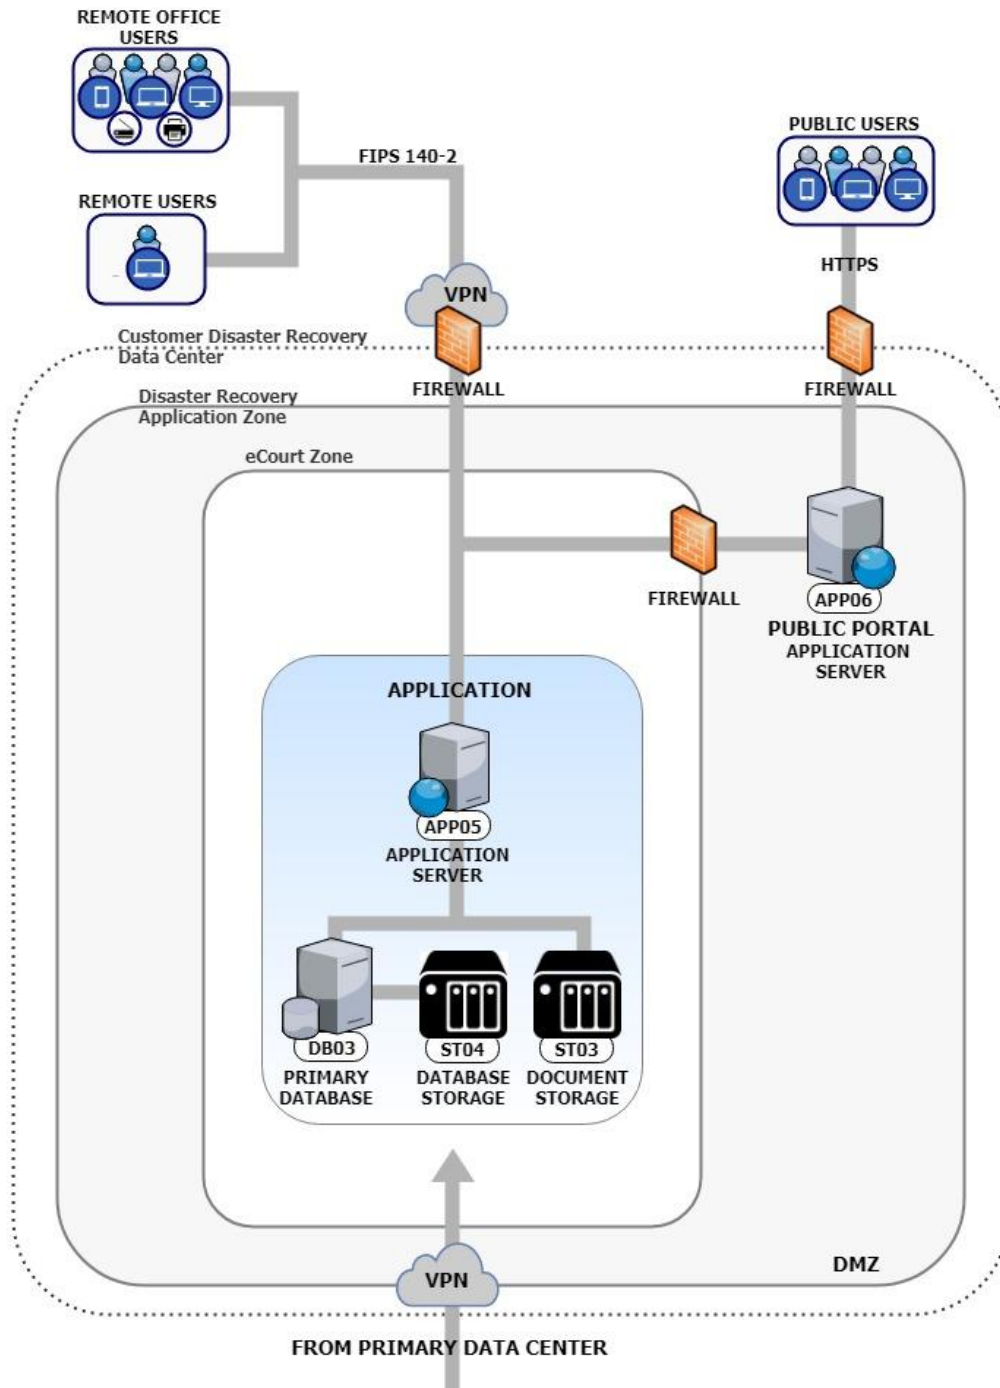 REMOTE OFFICE
USERS
PUBLIC USERS
FIPS 140-2
REMOTE USERS
HTTPS
VPN
Customer Disaster Recovery
Data Center
FIREWALL
FIREWALL
Disaster Recovery
Application Zone
eCourt Zone
FIREWALL
APP06
PUBLIC PORTAL
APPLICATION
SERVER
APPLICATION
APP05
APPLICATION
SERVER
DB03
PRIMARY
DATABASE
ST04
DATABASE
STORAGE
ST03
DOCUMENT
STORAGE
DMZ
VPN
FROM PRIMARY DATA CENTER